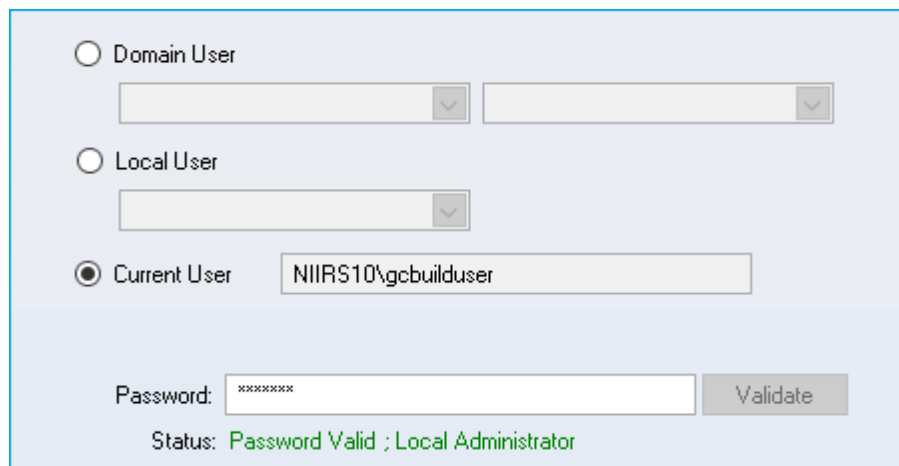 Domain User
Local User
Current User NIIRS10\gcbuilduser
Password: ******* Validate
Status: Password Valid ; Local Administrator